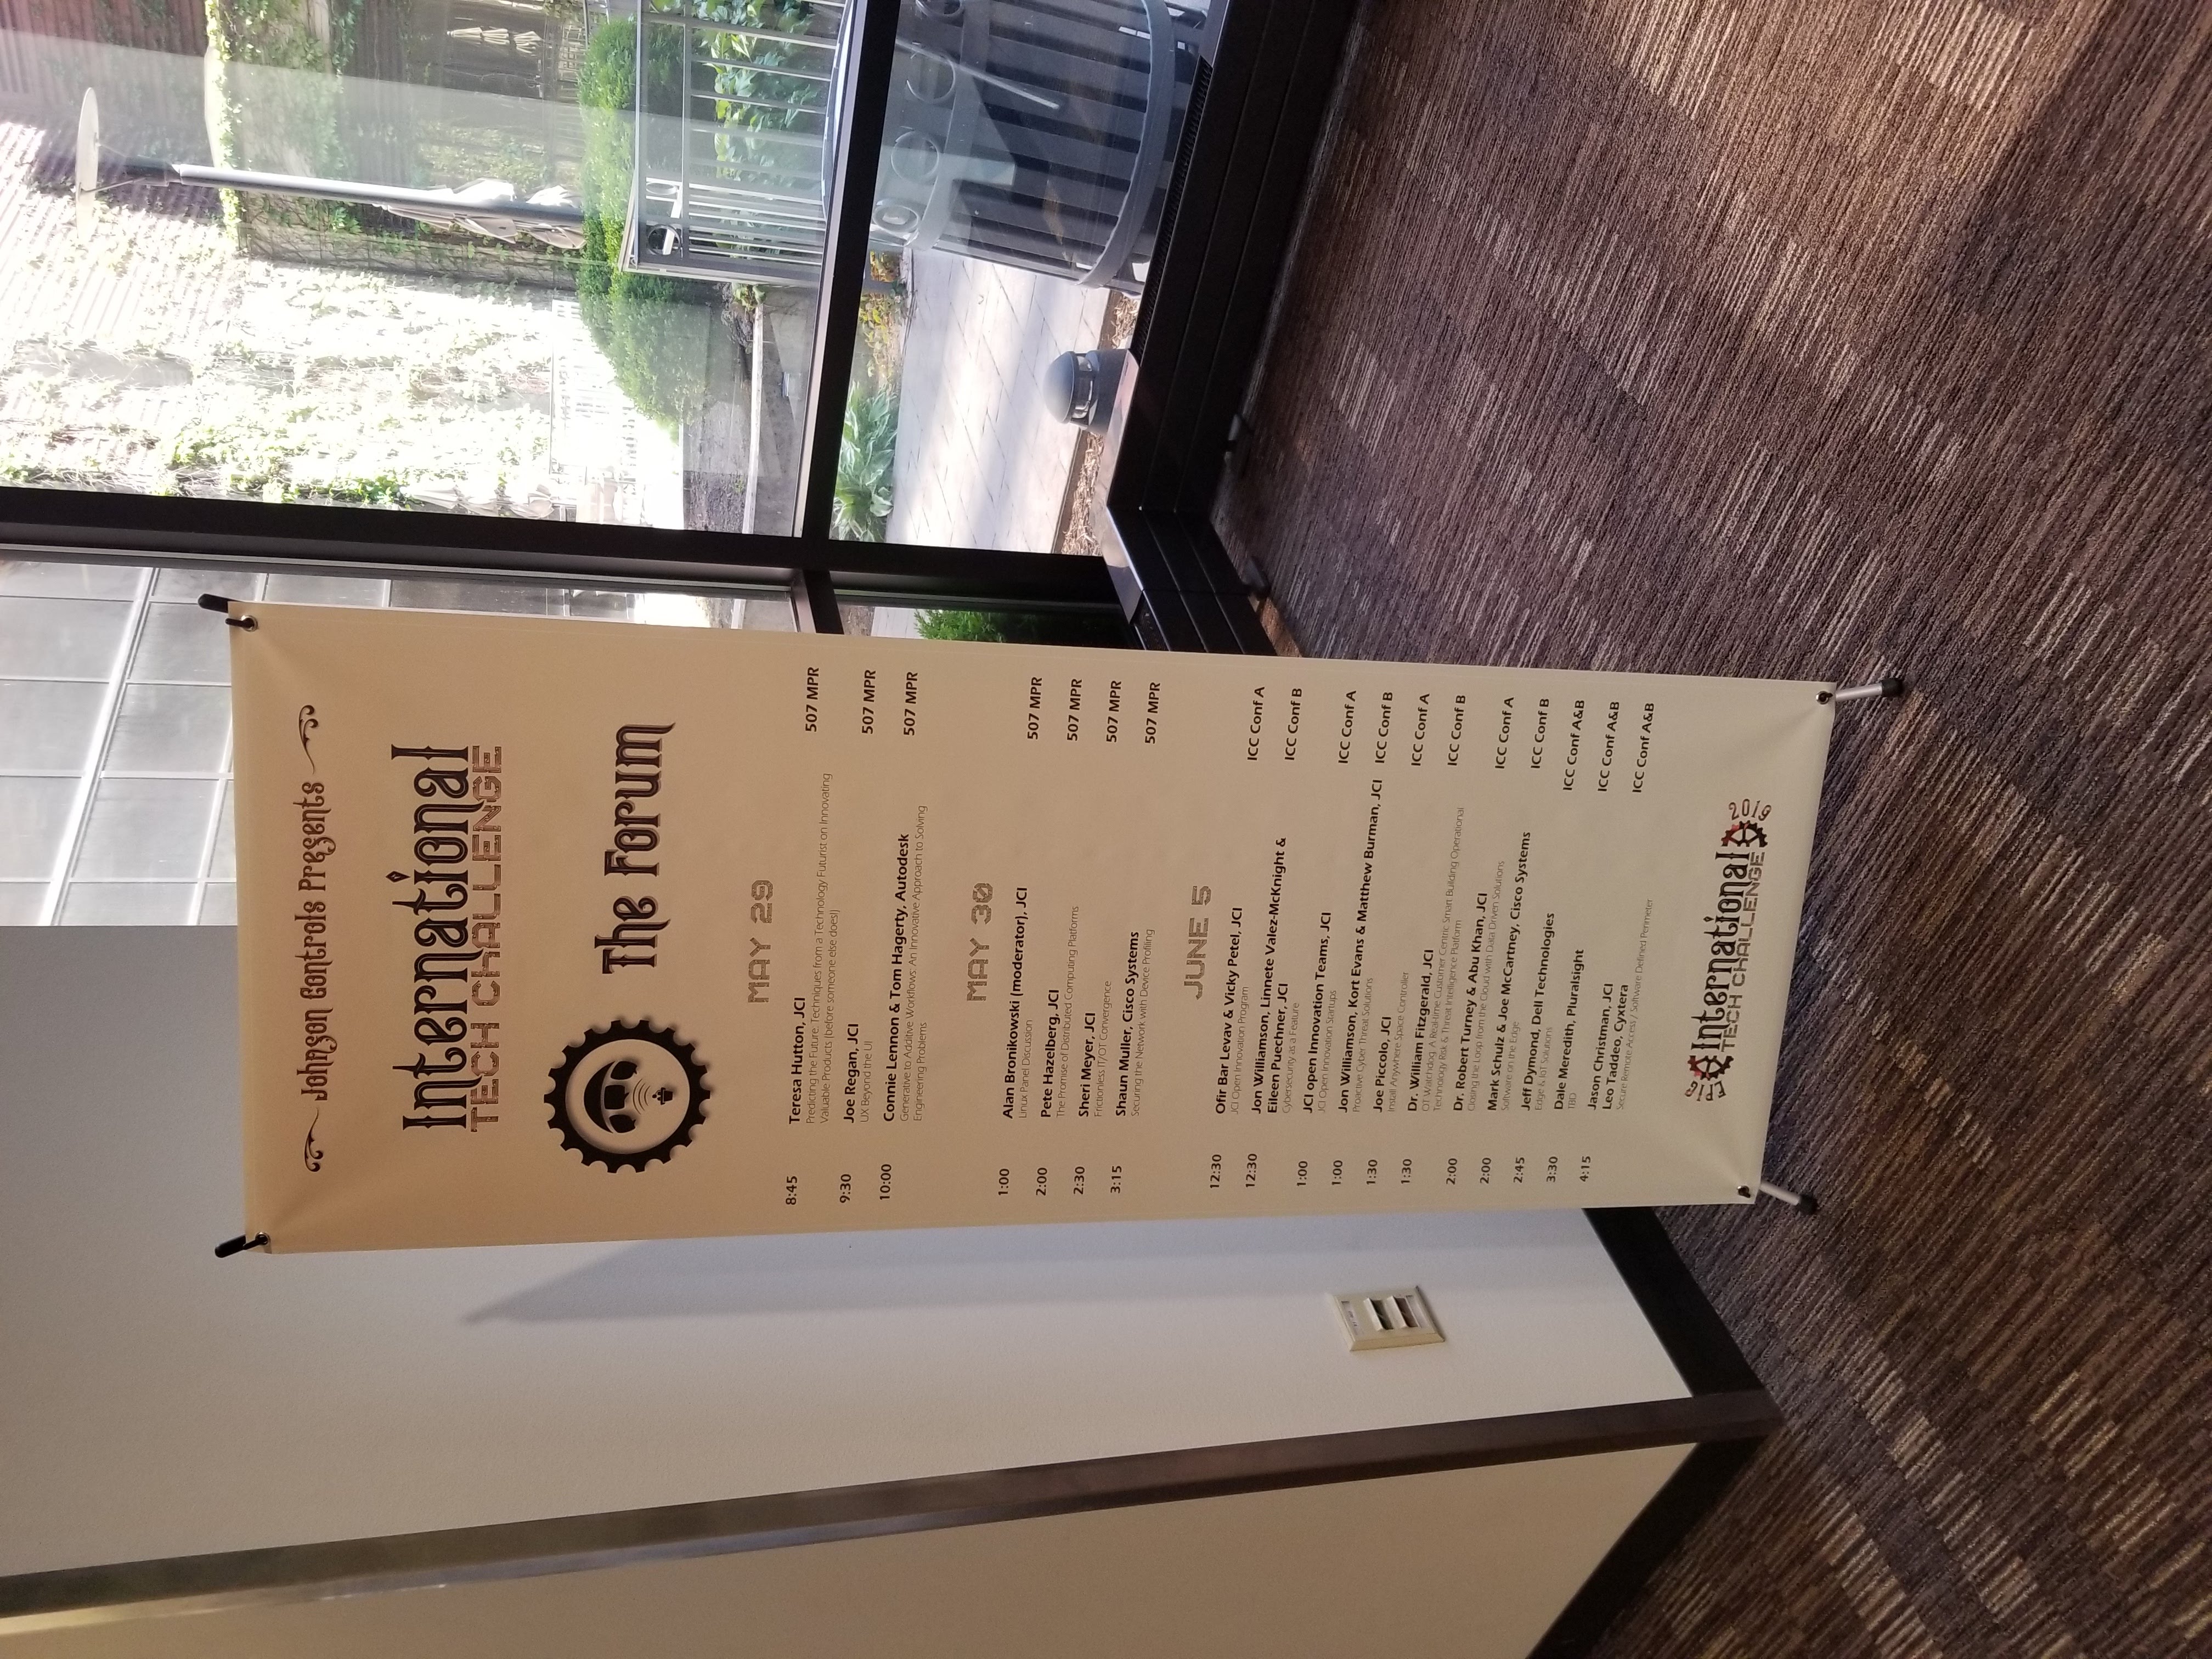 Johnson Controls Presents
International
TECH CHALLENGE
The Forum
MAY 29
8:45 Teresa Hutton, JCI 507 MPR
Predicting the Future: Techniques from a Technology Futurist on Innovating
Valuable Products (before someone else does!)
9:30 Joe Regan, JCI 507 MPR
UX Beyond the UI
10:00 Connie Lennon & Tom Hagerty, Autodesk 507 MPR
Generative to Additive Workflows: An Innovative Approach to Solving
Engineering Problems
MAY 30
1:00 Alan Bronikowski (moderator), JCI 507 MPR
Linux Panel Discussion
2:00 Pete Hazelberg, JCI 507 MPR
The Promise of Distributed Computing Platforms
2:30 Sheri Meyer, JCI 507 MPR
Frictionless IT/OT Convergence
3:15 Shaun Muller, Cisco Systems 507 MPR
Securing the Network with Device Profiling
JUNE 5
12:30 Ofir Bar Levav & Vicky Petel, JCI ICC Conf A
JCI Open Innovation Program
12:30 Jon Williamson, Linnete Valez-McKnight &
Eileen Puechner, JCI ICC Conf B
Cybersecurity as a Feature
1:00 JCI open Innovation Teams, JCI ICC Conf A
JCI Open Innovation Startups
1:00 Jon Williamson, Kort Evans & Matthew Burman, JCI ICC Conf B
Proactive Cyber Threat Solutions
1:30 Joe Piccolo, JCI ICC Conf A
Install Anywhere Space Controller
1:30 Dr. William Fitzgerald, JCI ICC Conf B
OT Watchdog: A Real-time Customer Centric Smart Building Operational
Technology Risk & Threat Intelligence Platform
2:00 Dr. Robert Turney & Abu Khan, JCI ICC Conf A
Closing the Loop from the Cloud with Data Driven Solutions
2:00 Mark Schulz & Joe McCartney, Cisco Systems ICC Conf B
Software on the Edge
2:45 Jeff Dymond, Dell Technologies ICC Conf A&B
Edge & IoT Solutions
3:30 Dale Meredith, Pluralsight ICC Conf A&B
TBD
4:15 Jason Christman, JCI
Leo Taddeo, Cyxtera ICC Conf A&B
Secure Remote Access / Software Defined Perimeter
EPIC International 2019
TECH CHALLENGE